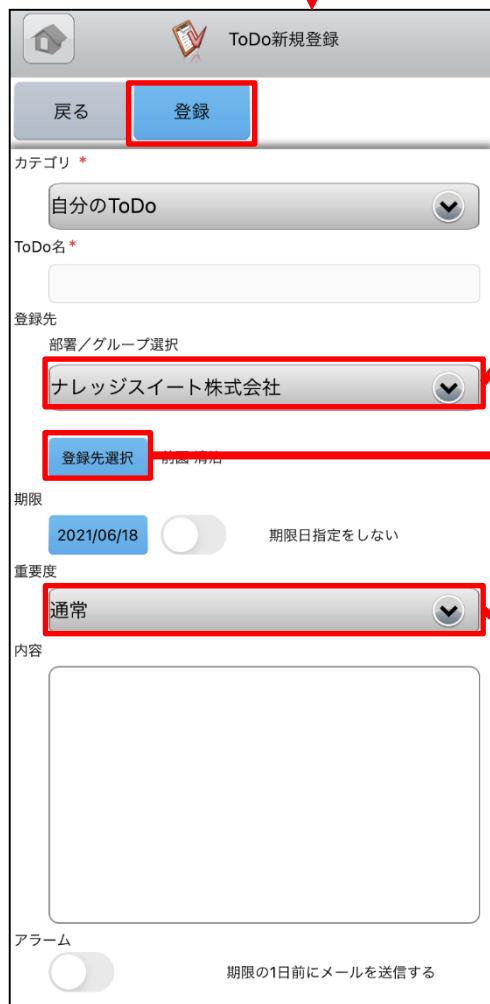 ToDo新規登録
戻る
登録
カテゴリ *
自分のToDo
ToDo名*
登録先
部署／グループ選択
ナレッジスイート株式会社
登録先選択
期限
2021/06/18
期限日指定をしない
重要度
通常
内容
アラーム
期限の1日前にメールを送信する